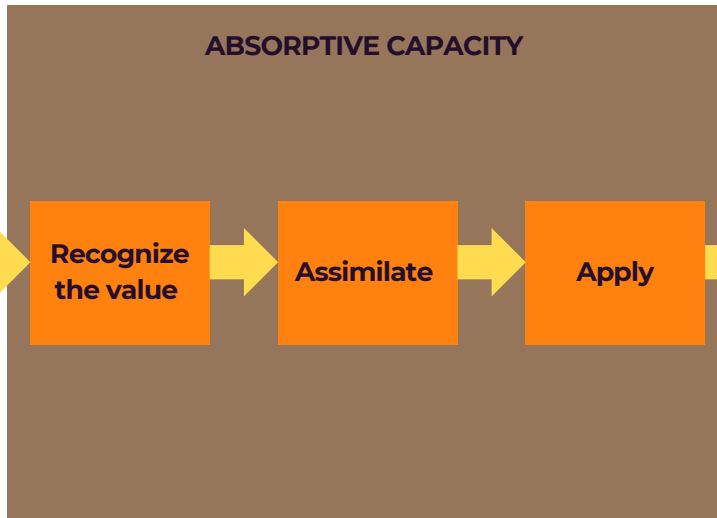 ABSORPTIVE CAPACITY
Recognize
the value
Assimilate
Apply